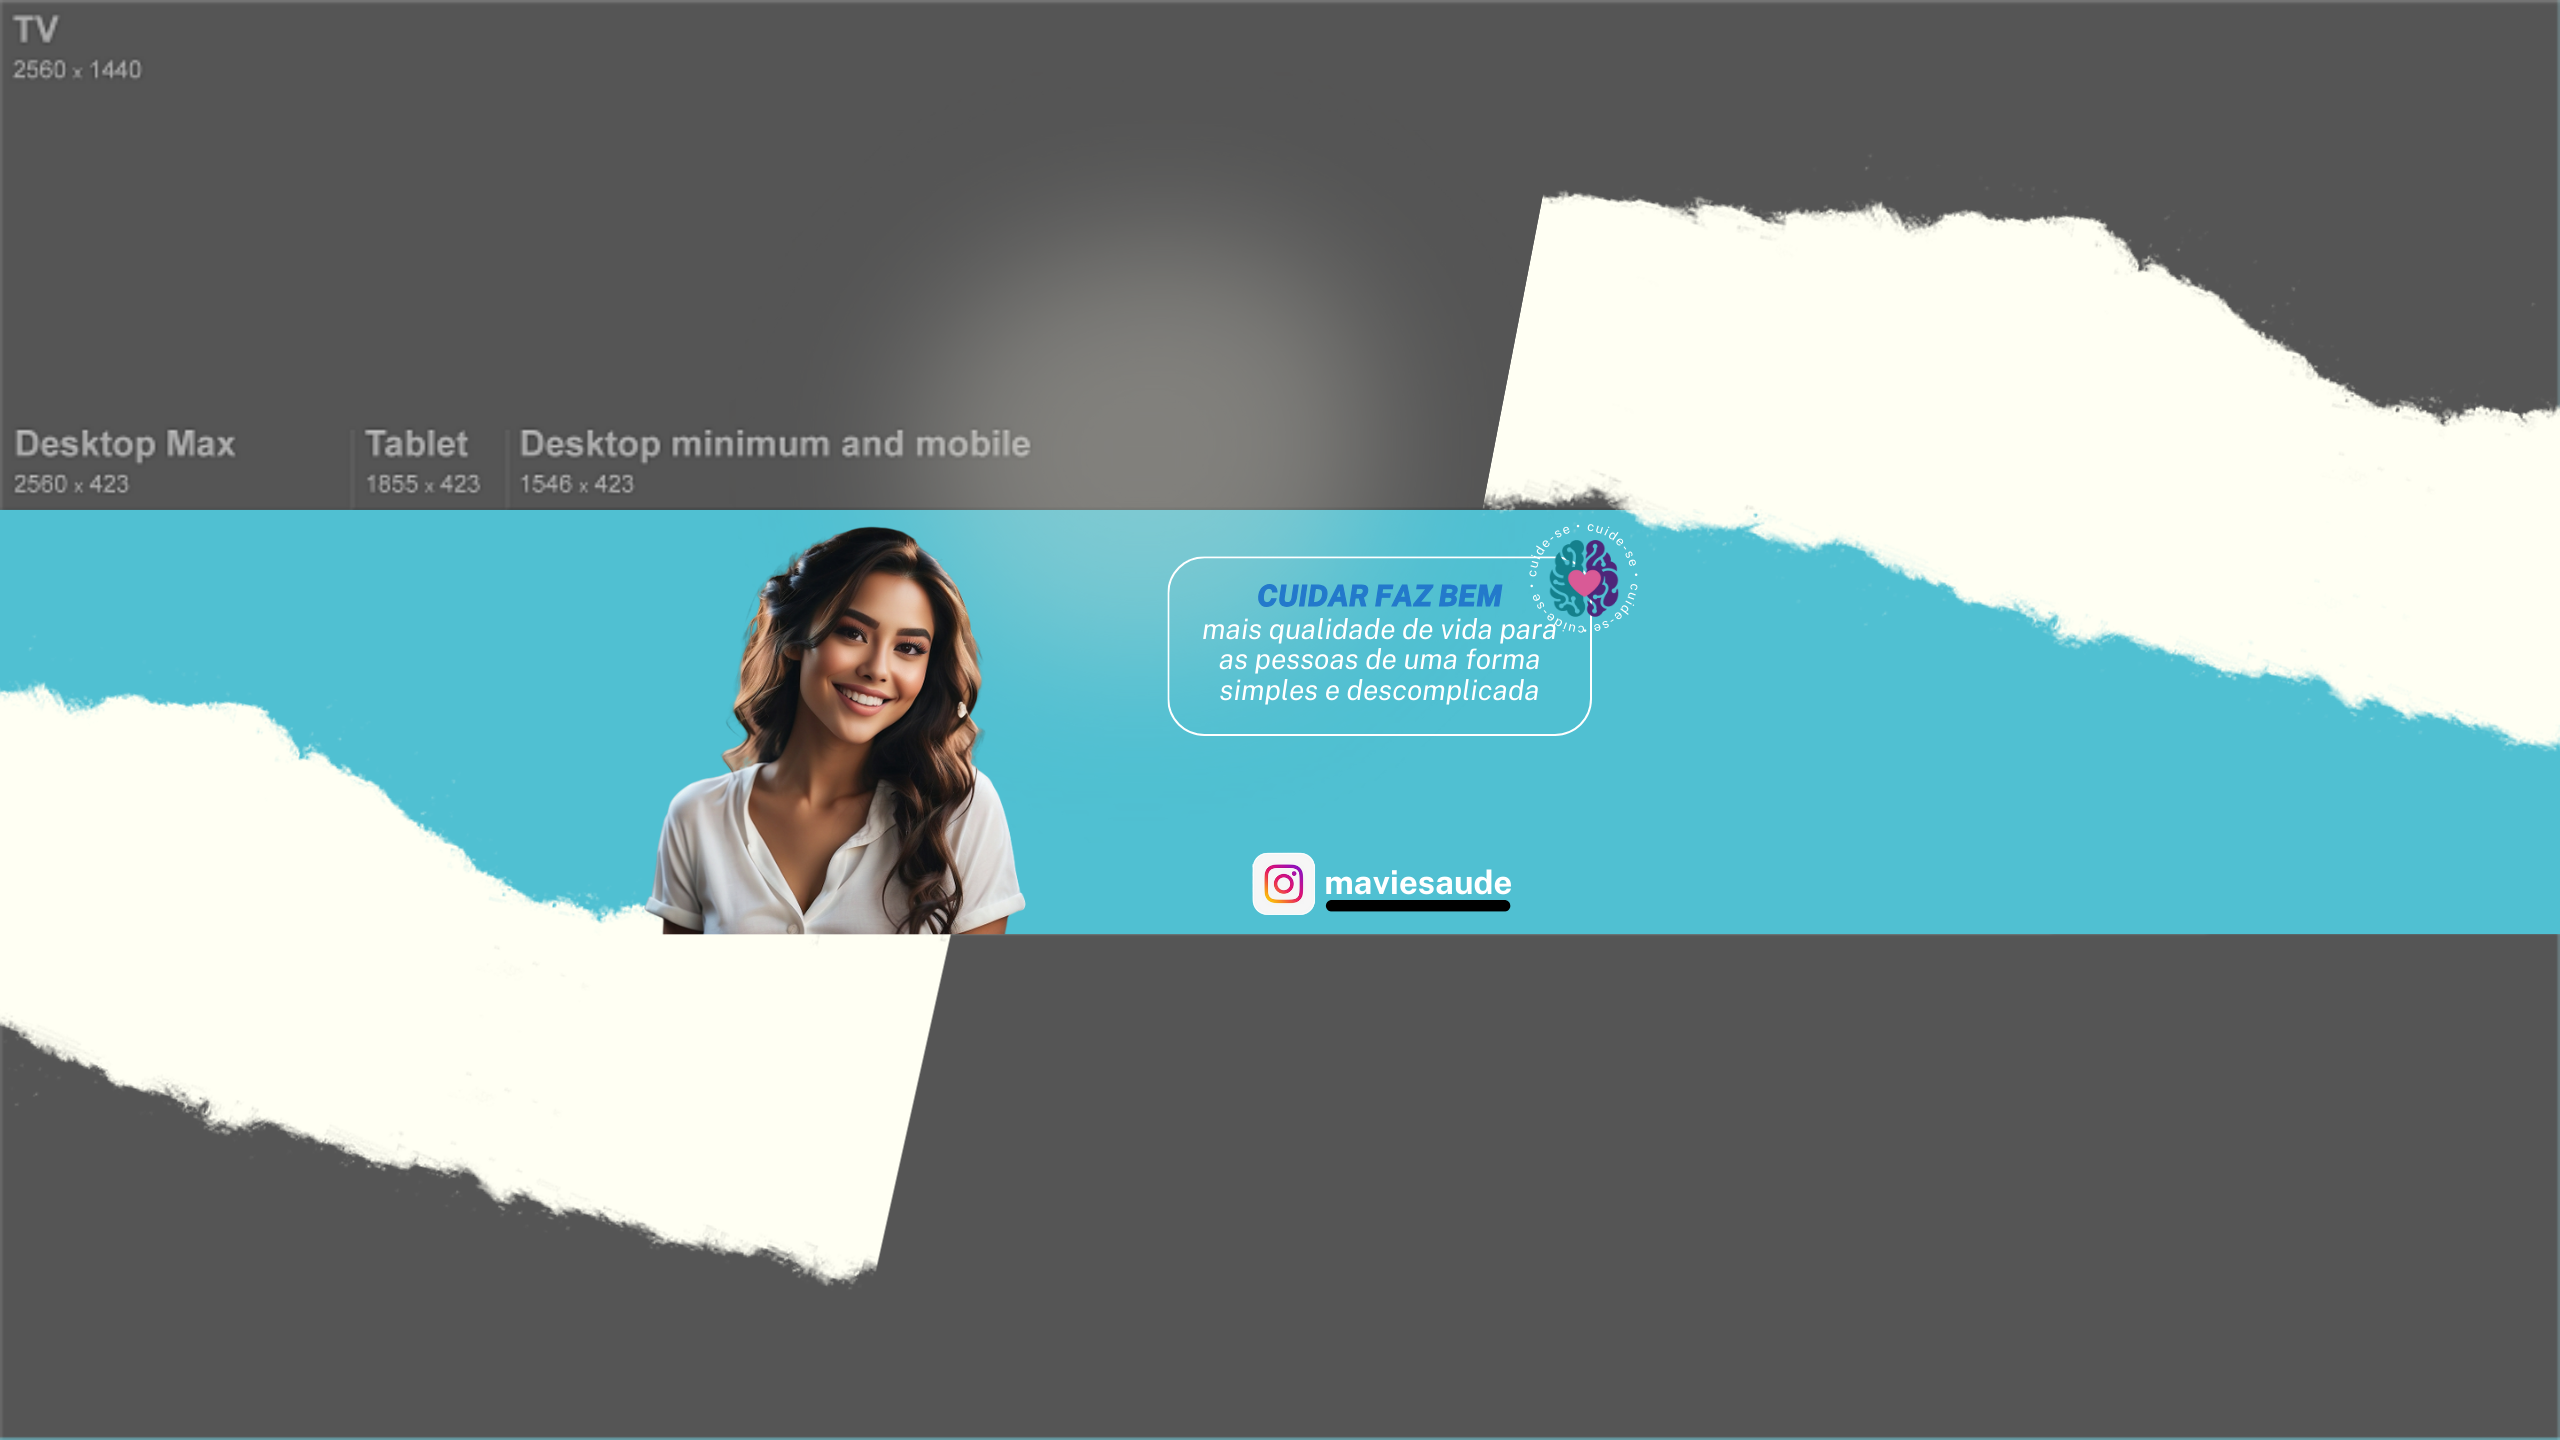 TV
2560 x 1440
Desktop Max
2560 x 423
Tablet
1855 x 423
Desktop minimum and mobile
1546 x 423
cuide-se • cuide-se • cuide-se • cuide-se • cuide-se •
CUIDAR FAZ BEM
mais qualidade de vida para
as pessoas de uma forma
simples e descomplicada
maviesaude